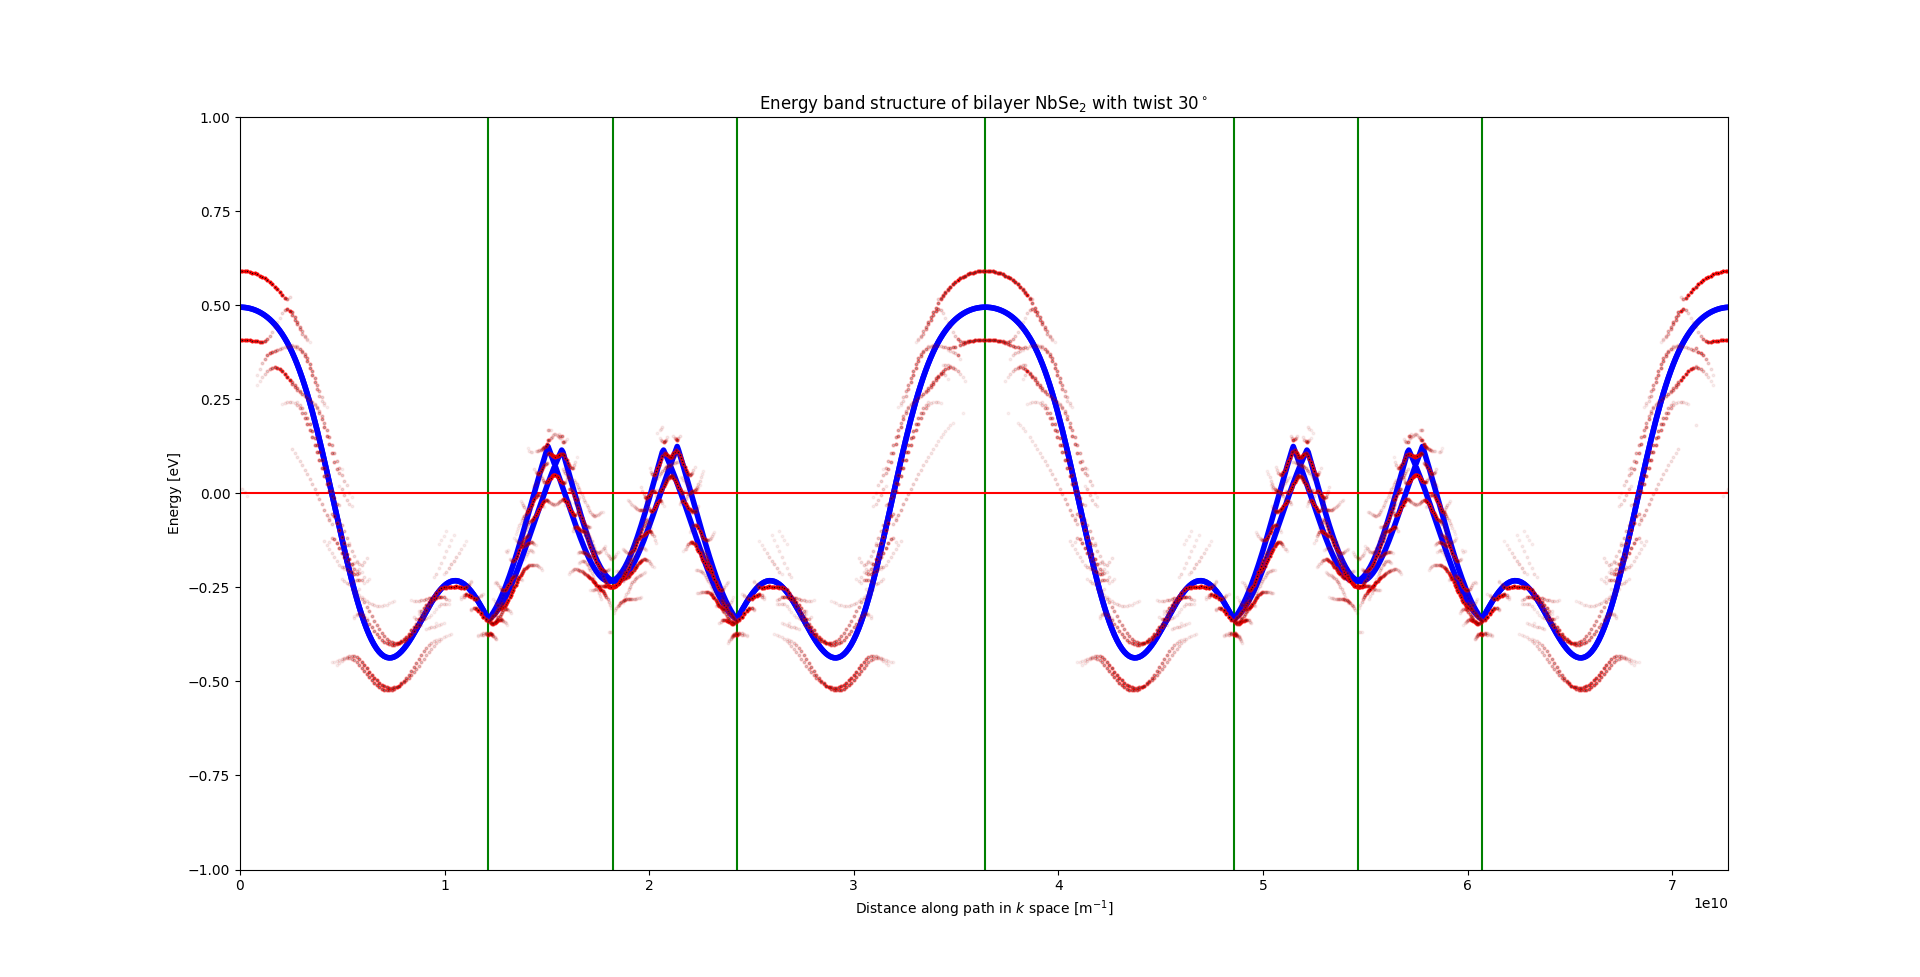 Energy band structure of bilayer NbSe₂ with twist 30°
1.00
0.75
0.50
0.25
0.00
−0.25
−0.50
−0.75
−1.00
Energy [eV]
0 1 2 3 4 5 6 7
1e10
Distance along path in k space [m⁻¹]